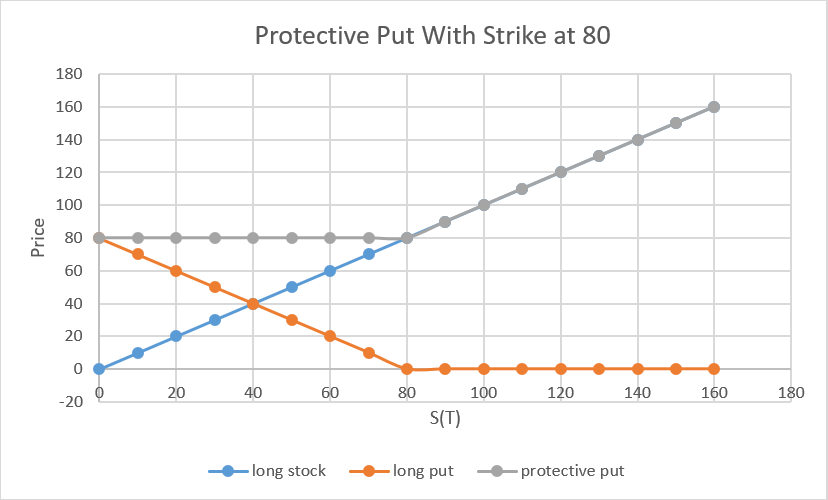 Protective Put With Strike at 80
180
160
140
120
100
80
60
40
20
0
-20
Price
0 20 40 60 80 100 120 140 160 180
S(T)
long stock long put protective put